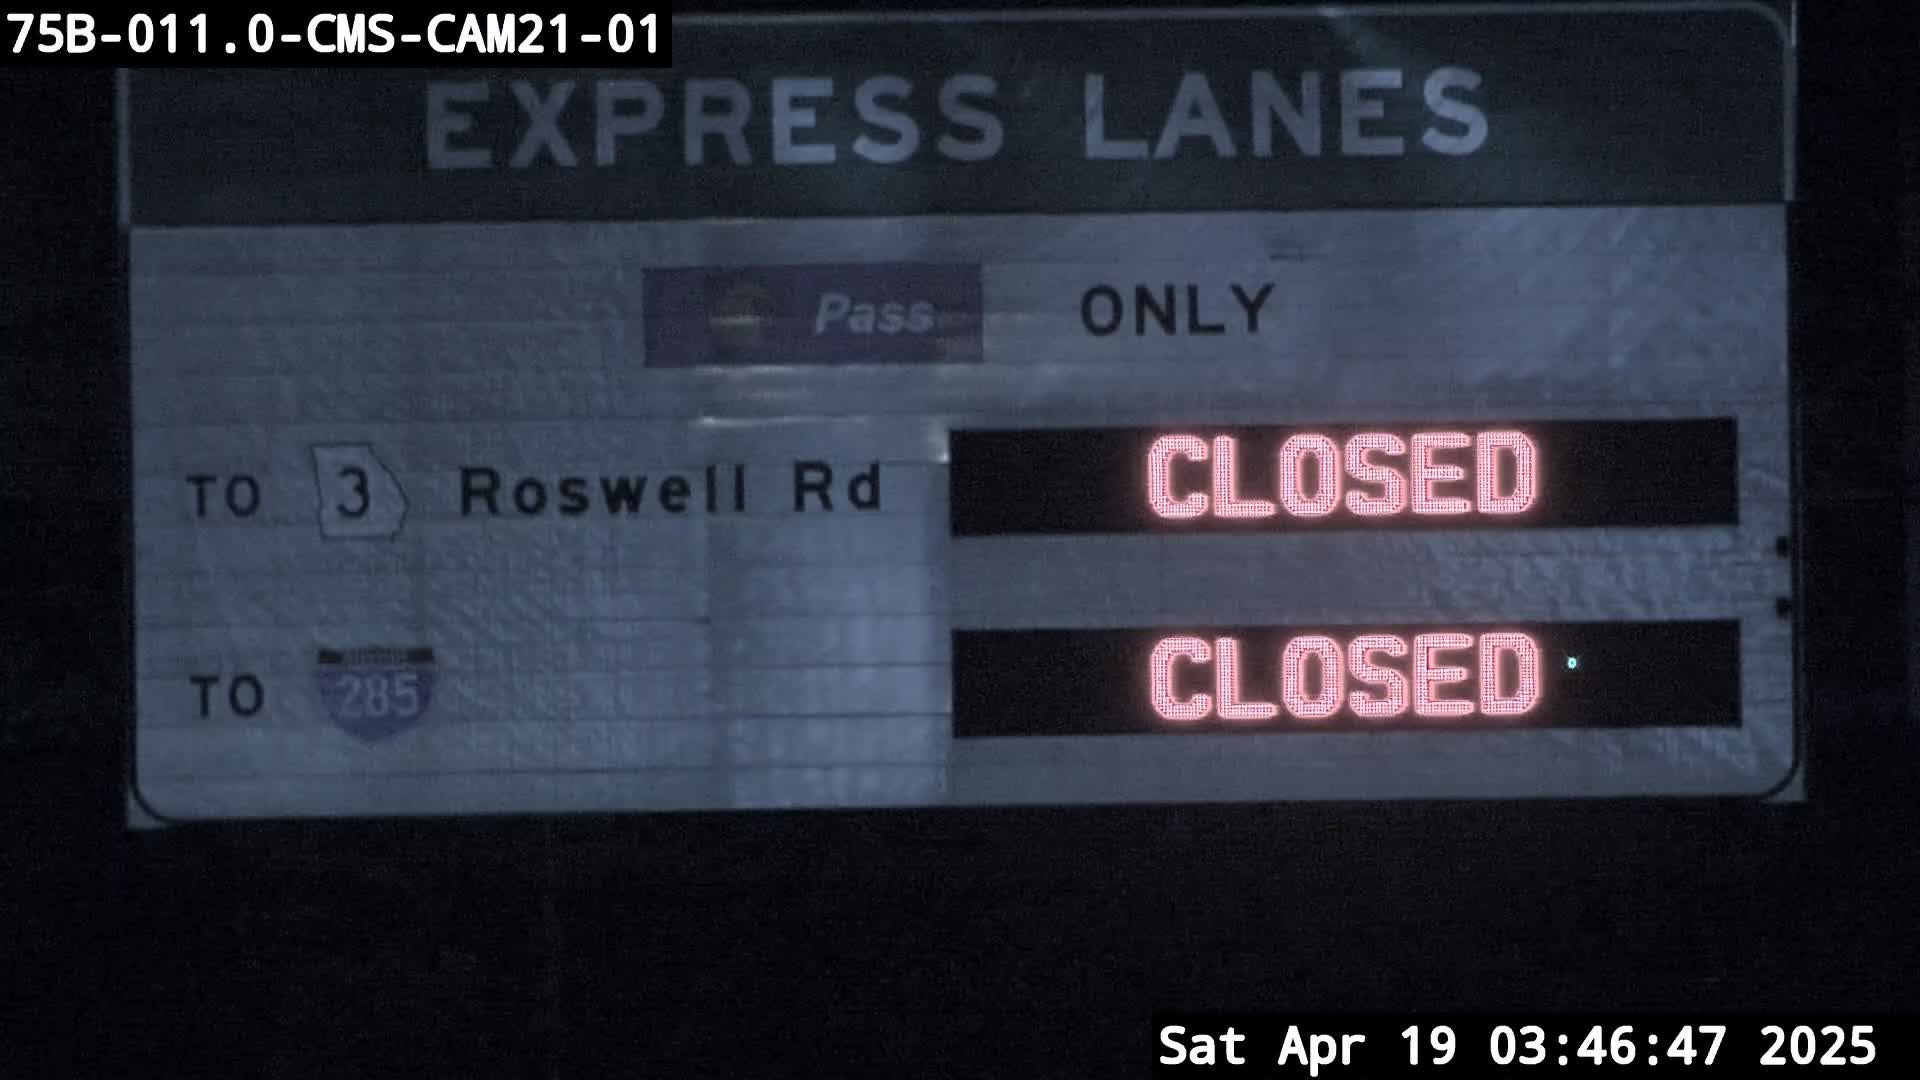 75B-011.0-CMS-CAM21-01
EXPRESS LANES
Pass ONLY
TO 3 Roswell Rd CLOSED
TO 285 CLOSED
Sat Apr 19 03:46:47 2025